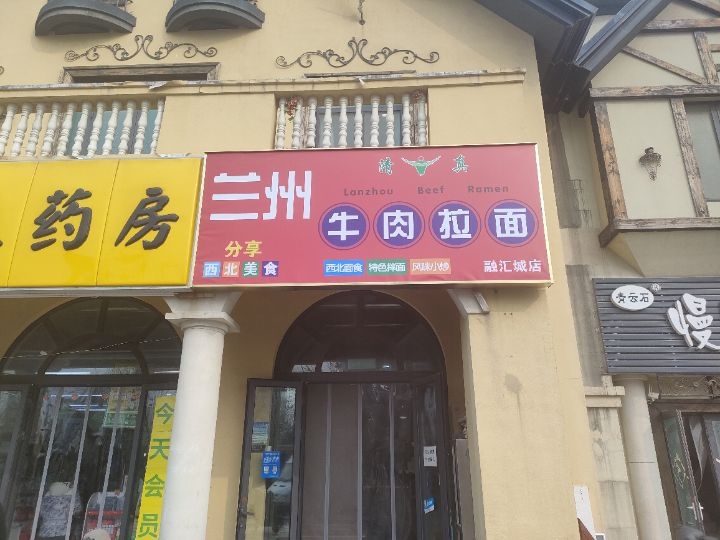 药房
清真
兰州
Lanzhou Beef Ramen
牛肉拉面
分享
西北美食
西北面食 特色拌面 风味小炒
融汇城店
青云石
慢
今天会员